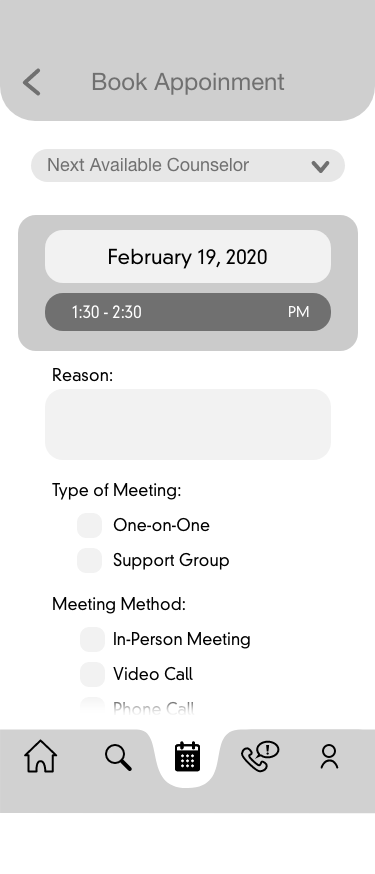 Book Appoinment
Next Available Counselor
February 19, 2020
1:30 - 2:30 PM
Reason:
Type of Meeting:
One-on-One
Support Group
Meeting Method:
In-Person Meeting
Video Call
Phone Call